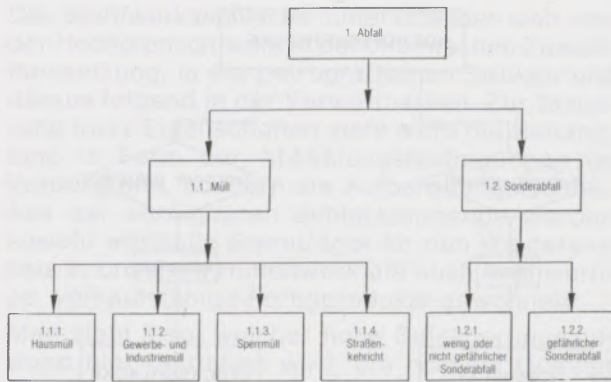 1. Abfall
1.1. Müll
1.2. Sonderabfall
1.1.1.
Hausmüll
1.1.2.
Gewerbe- und
Industriemüll
1.1.3.
Sperrmüll
1.1.4.
Straßen-
kehricht
1.2.1.
wenig oder
nicht gefährlicher
Sonderabfall
1.2.2.
gefährlicher
Sonderabfall